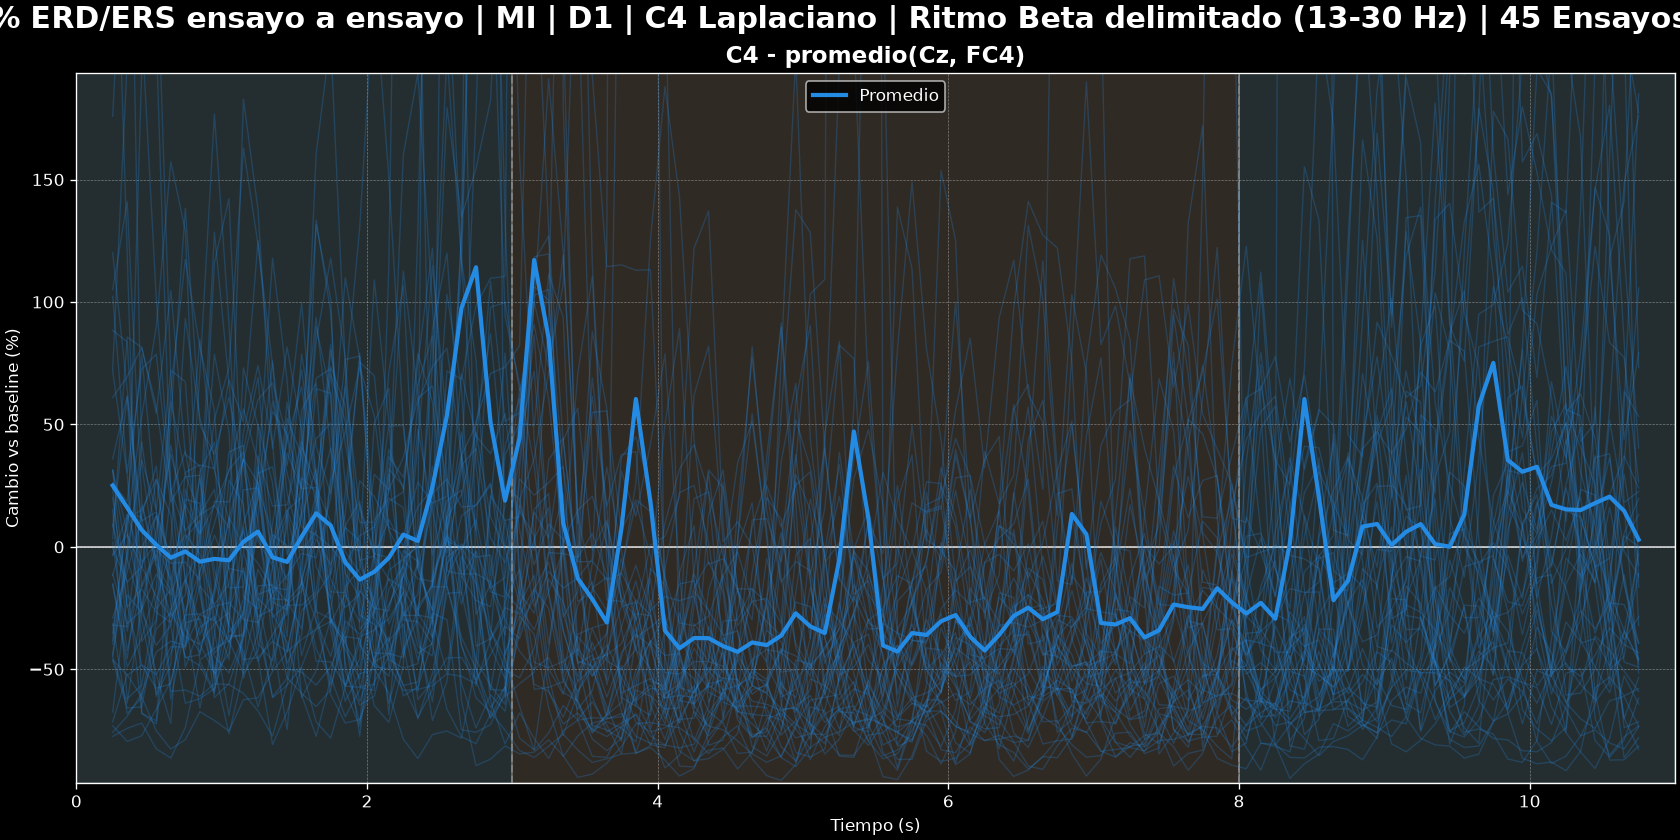 % ERD/ERS ensayo a ensayo | MI | D1 | C4 Laplaciano | Ritmo Beta delimitado (13-30 Hz) | 45 Ensayos
C4 - promedio(Cz, FC4)
Promedio
150
100
50
0
−50
Cambio vs baseline (%)
0 2 4 6 8 10
Tiempo (s)